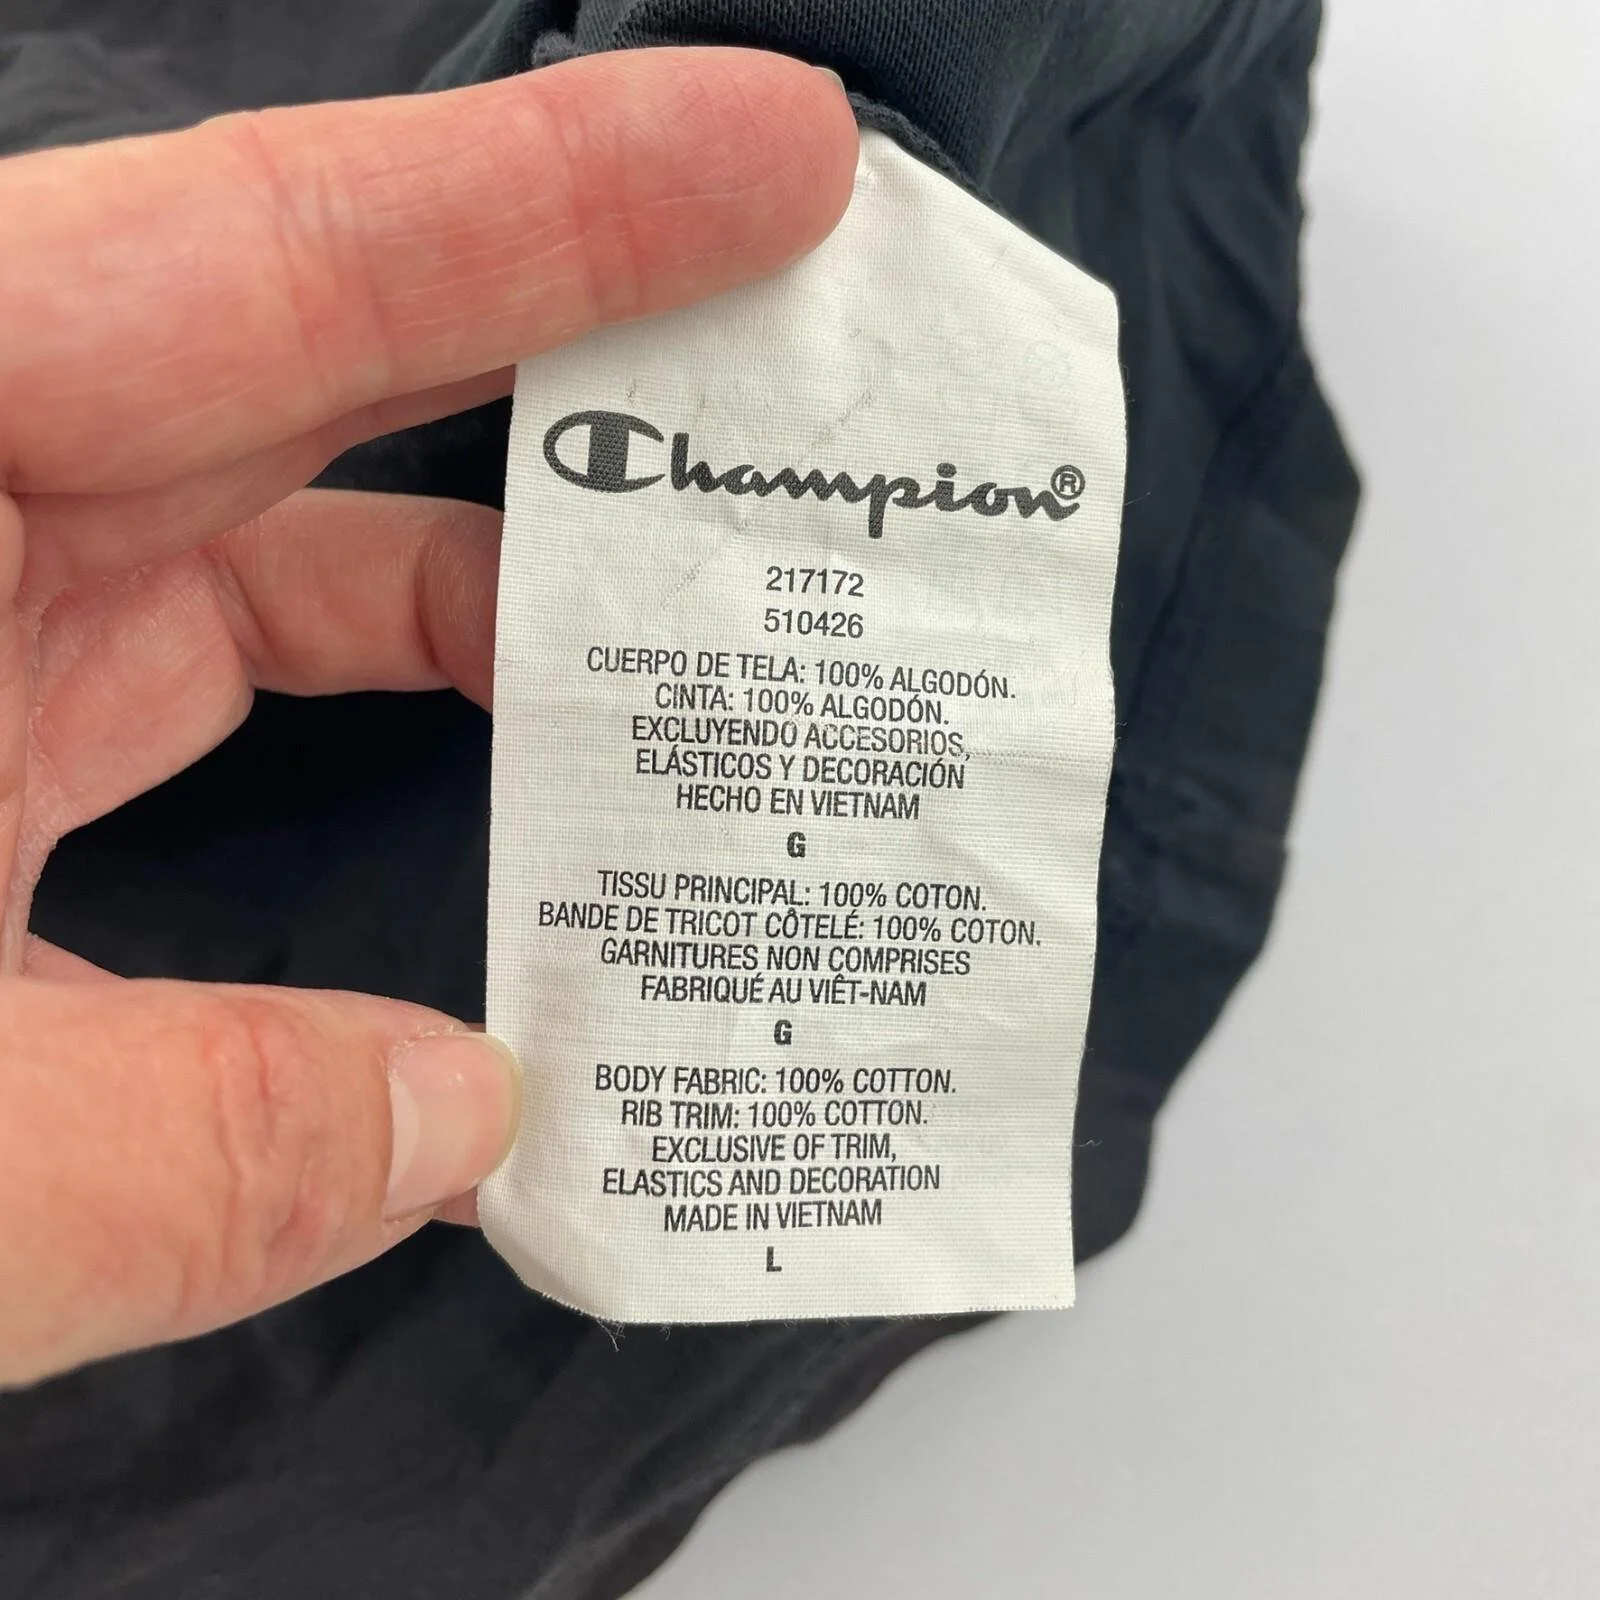 Champion®
217172
510426
CUERPO DE TELA: 100% ALGODÓN.
CINTA: 100% ALGODÓN.
EXCLUYENDO ACCESORIOS,
ELÁSTICOS Y DECORACIÓN
HECHO EN VIETNAM
G
TISSU PRINCIPAL: 100% COTON.
BANDE DE TRICOT CÔTELÉ: 100% COTON.
GARNITURES NON COMPRISES
FABRIQUÉ AU VIÊT-NAM
G
BODY FABRIC: 100% COTTON.
RIB TRIM: 100% COTTON.
EXCLUSIVE OF TRIM,
ELASTICS AND DECORATION
MADE IN VIETNAM
L